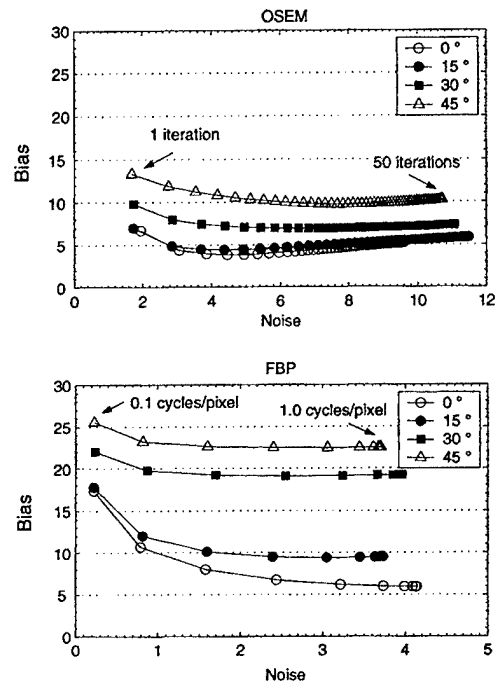 OSEM
30
25
20
15
10
5
0
Bias
0 °
15 °
30 °
45 °
1 iteration
50 iterations
0 2 4 6 8 10 12
Noise
FBP
30
25
20
15
10
5
0
Bias
0.1 cycles/pixel
1.0 cycles/pixel
0°
15 °
30 °
45 °
0 1 2 3 4 5
Noise